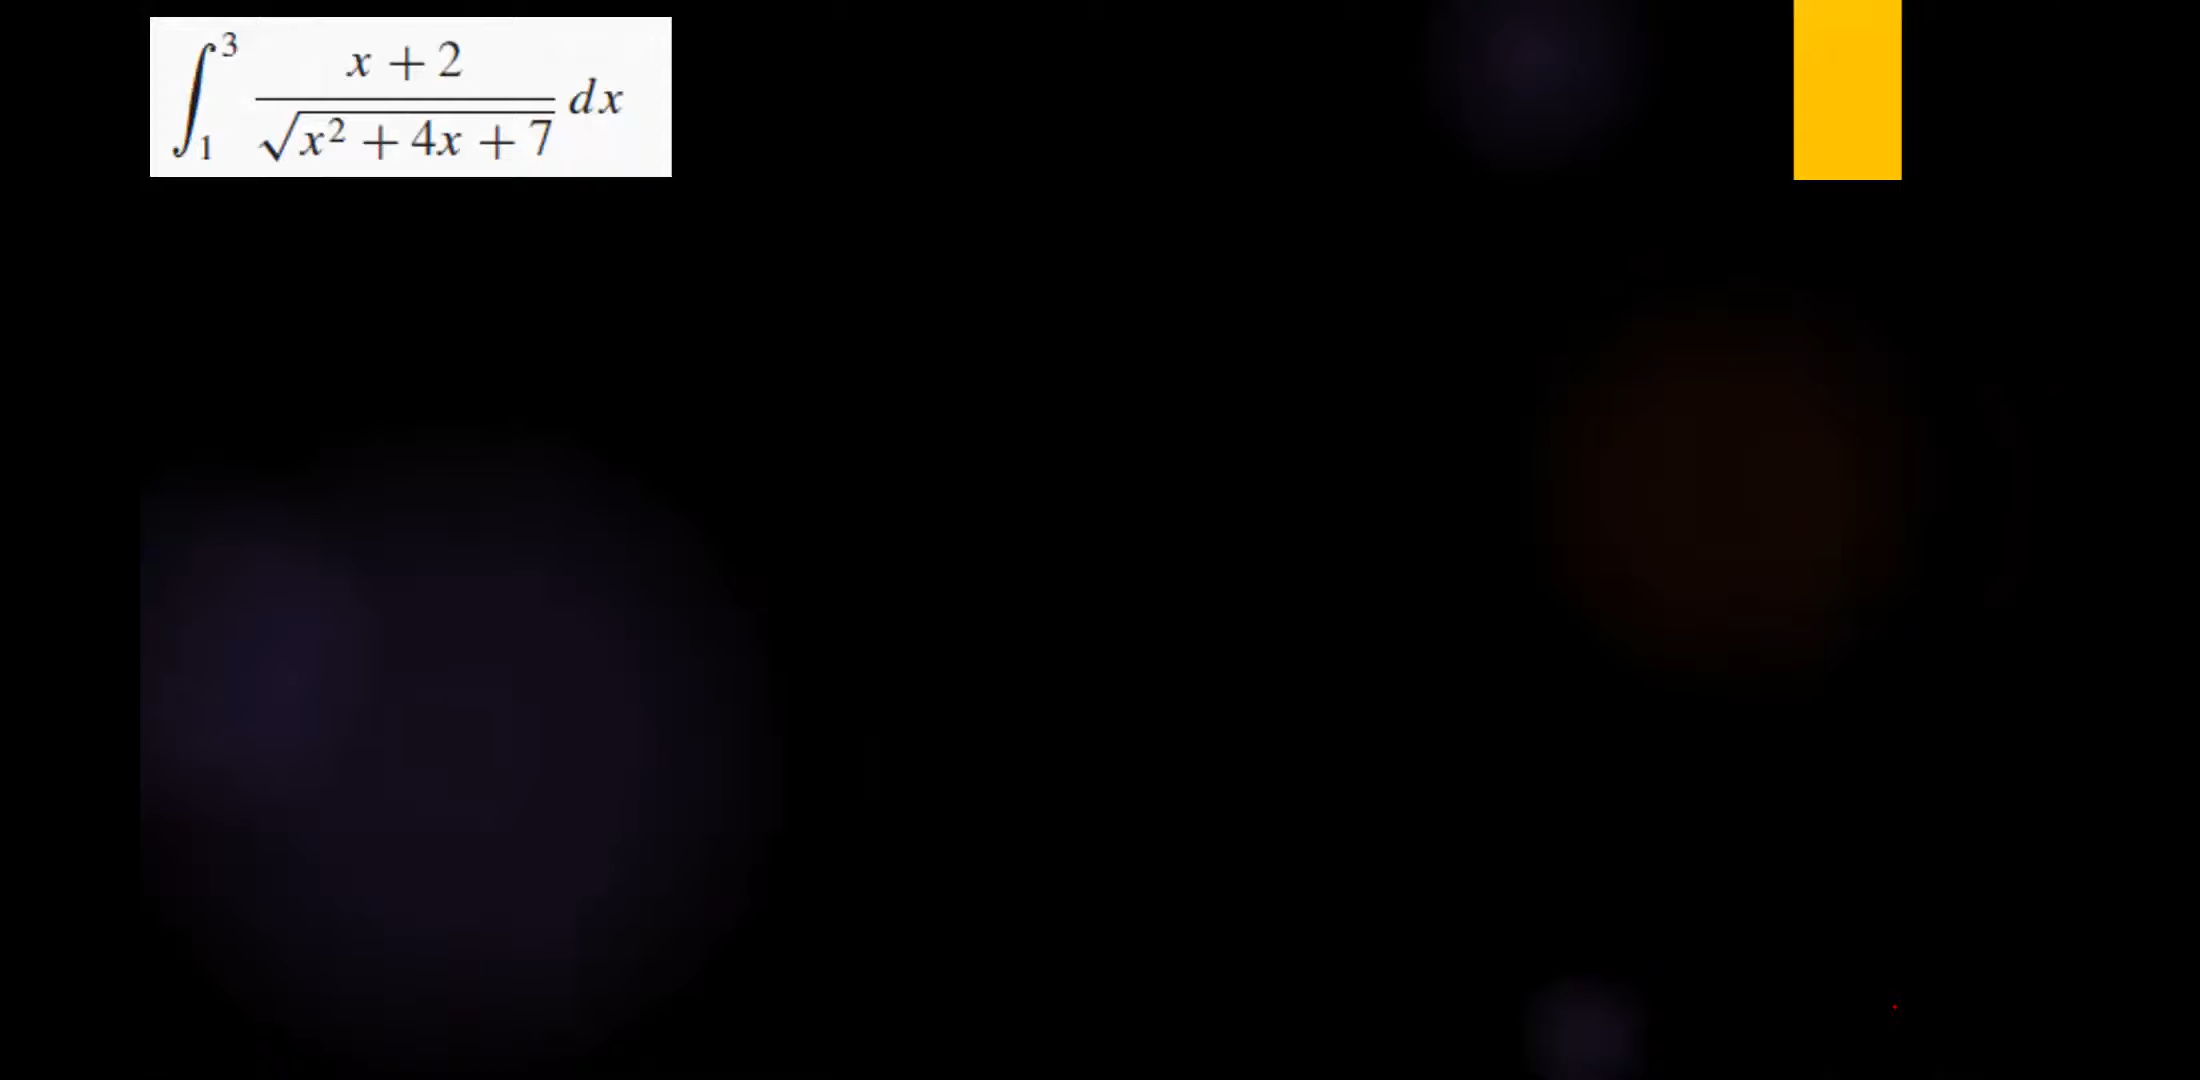 ∫₁³ (x + 2)/√(x² + 4x + 7) dx